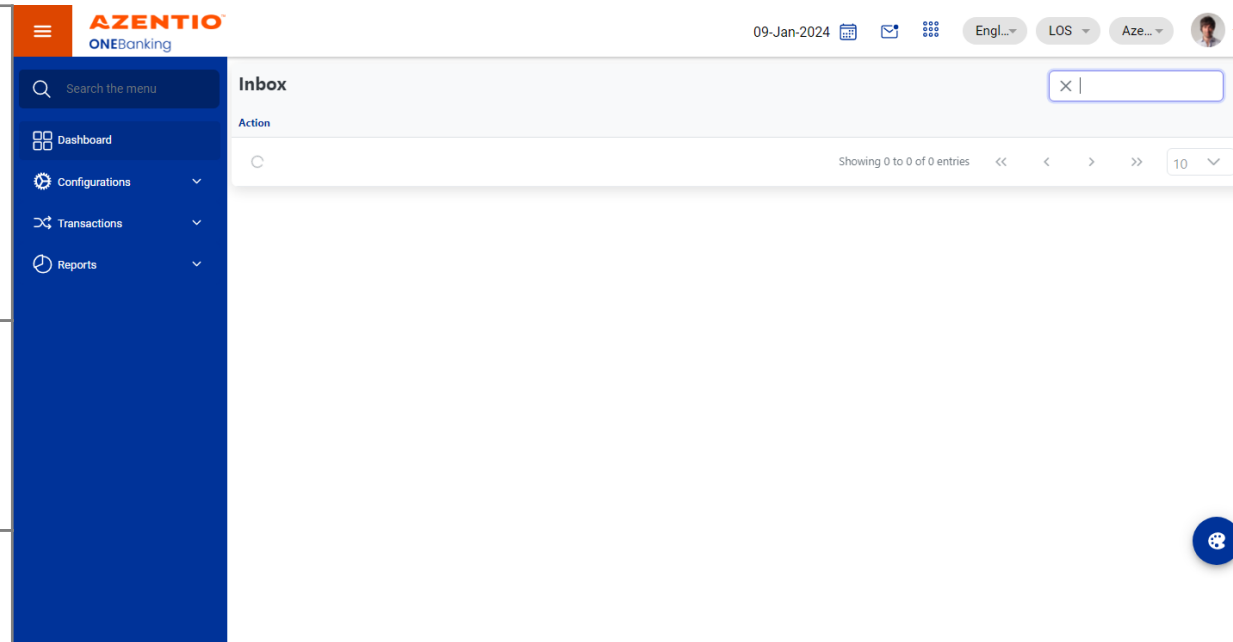 AZENTIO
ONEBanking
09-Jan-2024
Engl...
LOS
Aze...
Search the menu
Inbox
Action
Dashboard
Showing 0 to 0 of 0 entries
10
Configurations
Transactions
Reports